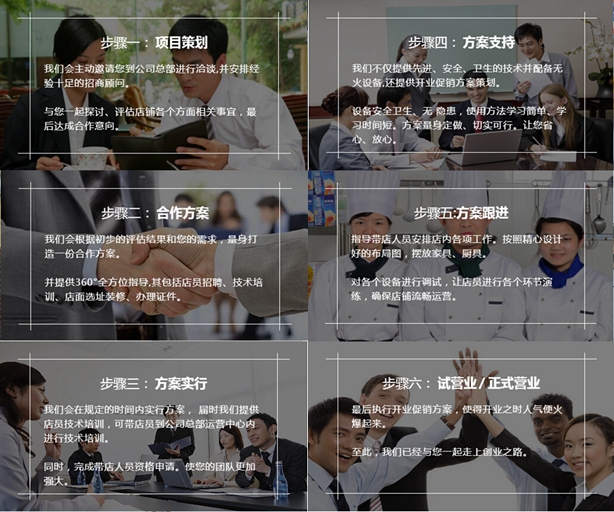 步骤一：项目策划
我们会主动邀请您到公司总部进行洽谈,并安排经
验十足的招商顾问。
与您一起探讨、评估店铺各个方面相关事宜，最
后达成合作意向。
步骤四：方案支持
我们不仅提供先进、安全、卫生的技术并配备无
火设备,还提供开业促销方案策划。
设备安全卫生、无 隐患，使用方法学习简单、学
习时间短。方案量身定做、切实可行。让您省
心、放心。
步骤二：合作方案
我们会根据初步的评估结果和您的需求，量身打
造一份合作方案。
并提供360°全方位指导,其包括店员招聘、技术培
训、店面选址装修、办理证件。
步骤五:方案跟进
指导带店人员安排店内各项工作。按照精心设计
好的布局图，摆放家具、厨具。
对各个设备进行调试，让店员进行各个环节演
练，确保店铺流畅运营。
步骤三：方案实行
我们会在规定的时间内实行方案， 届时我们提供
店员技术培训，可带店员到公司总部运营中心内
进行技术培训。
同时，完成带店人员资格申请。使您的团队更加
强大。
步骤六：试营业 / 正式营业
最后执行开业促销方案，使得开业之时人气便火
爆起来。
至此，我们已经与您一起走上创业之路。